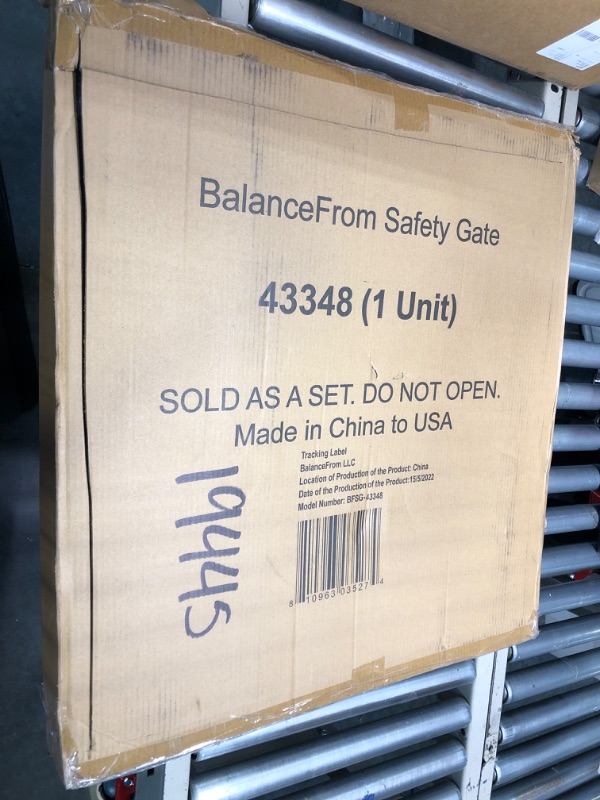 BalanceFrom Safety Gate
43348 (1 Unit)
SOLD AS A SET. DO NOT OPEN.
Made in China to USA
Tracking Label
BalanceFrom LLC
Location of Production of the Product: China
Date of the Production of the Product:15/5/2022
Model Number: BFSG-43348
8 10963 03527 4
19445